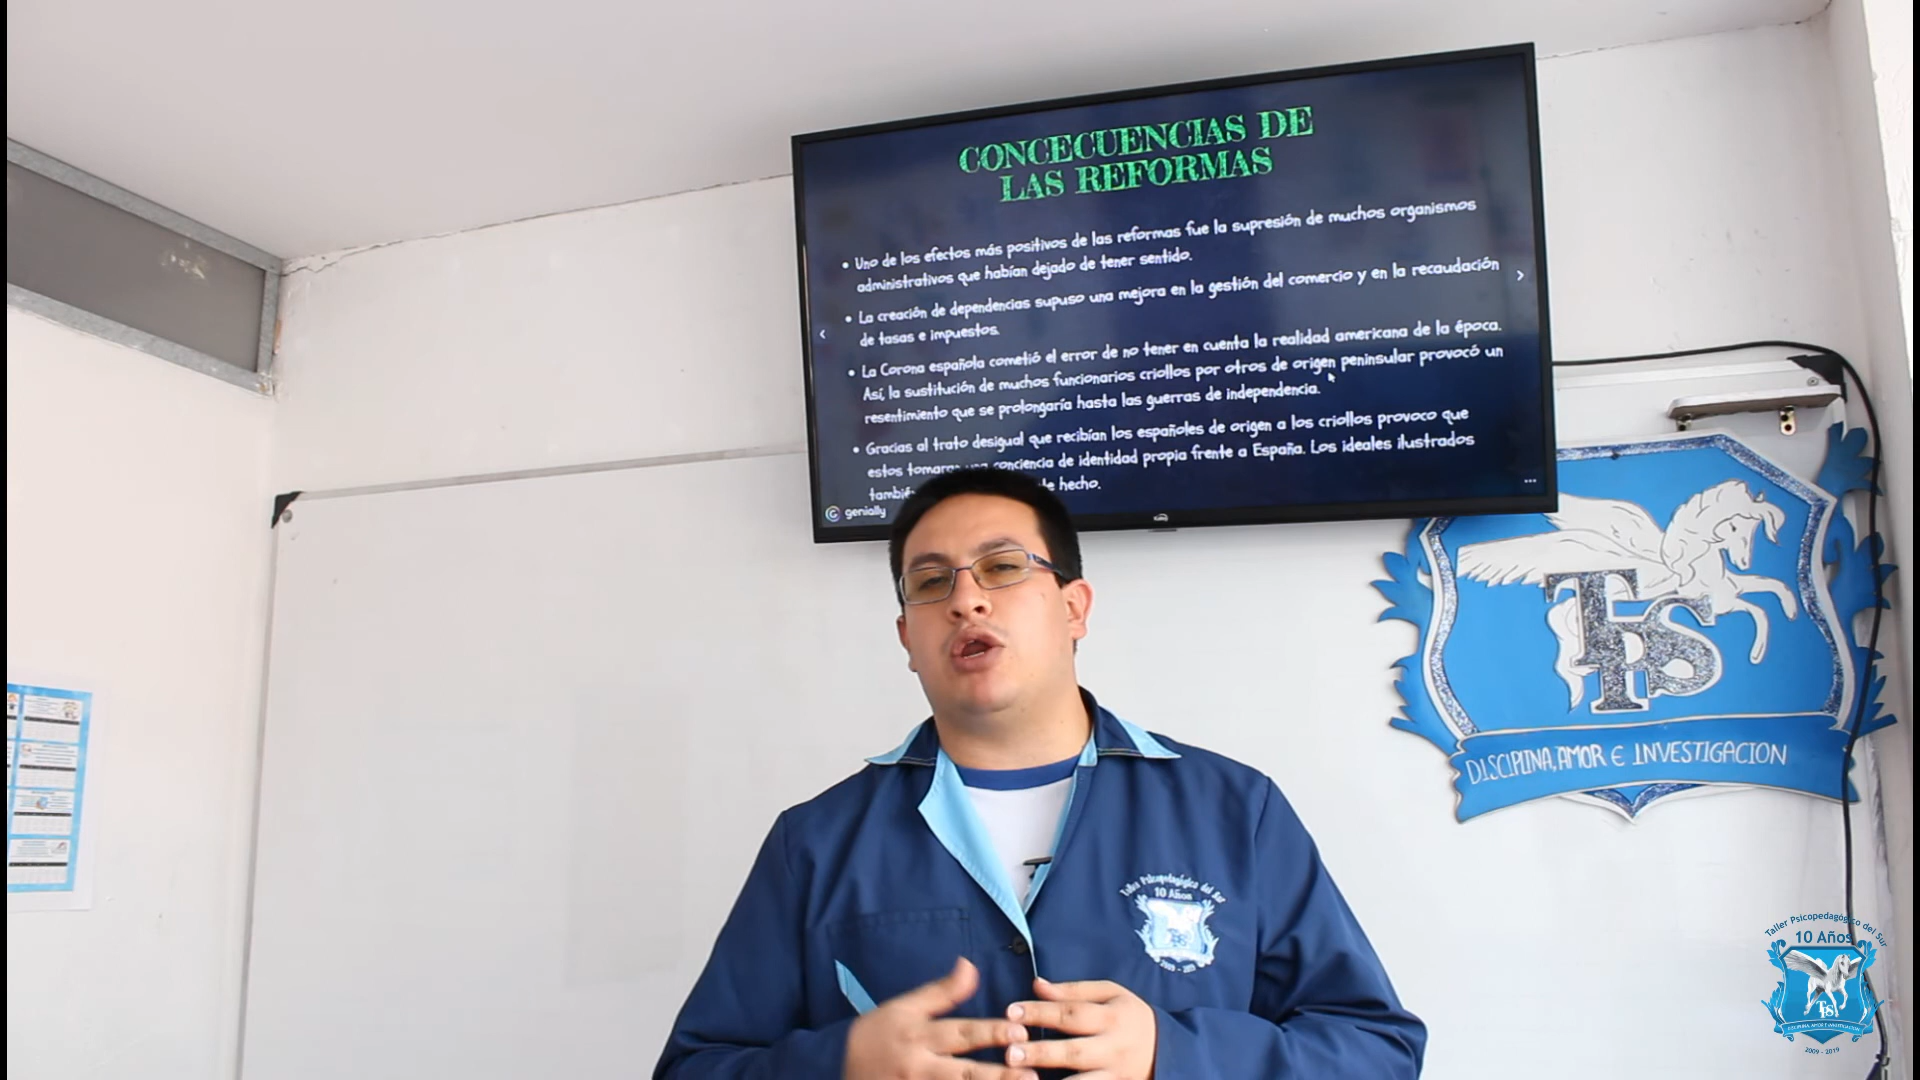 CONCECUENCIAS DE
LAS REFORMAS
• Uno de los efectos más positivos de las reformas fue la supresión de muchos organismos
administrativos que habían dejado de tener sentido.
• La creación de dependencias supuso una mejora en la gestión del comercio y en la recaudación
de tasas e impuestos.
• La Corona española cometió el error de no tener en cuenta la realidad americana de la época.
Así, la sustitución de muchos funcionarios criollos por otros de origen peninsular provocó un
resentimiento que se prolongaría hasta las guerras de independencia.
• Gracias al trato desigual que recibían los españoles de origen a los criollos provoco que
estos conciencia de identidad propia frente a España. Los ideales ilustrados
hecho.
genially
TPS
DISCIPLINA, AMOR E INVESTIGACION
Taller Psicopedagógico del Sur
10 Años
TPS
2009 - 2019
Taller Psicopedagógico del Sur
10 Años
TPS
DISCIPLINA, AMOR E INVESTIGACION
2009 - 2019